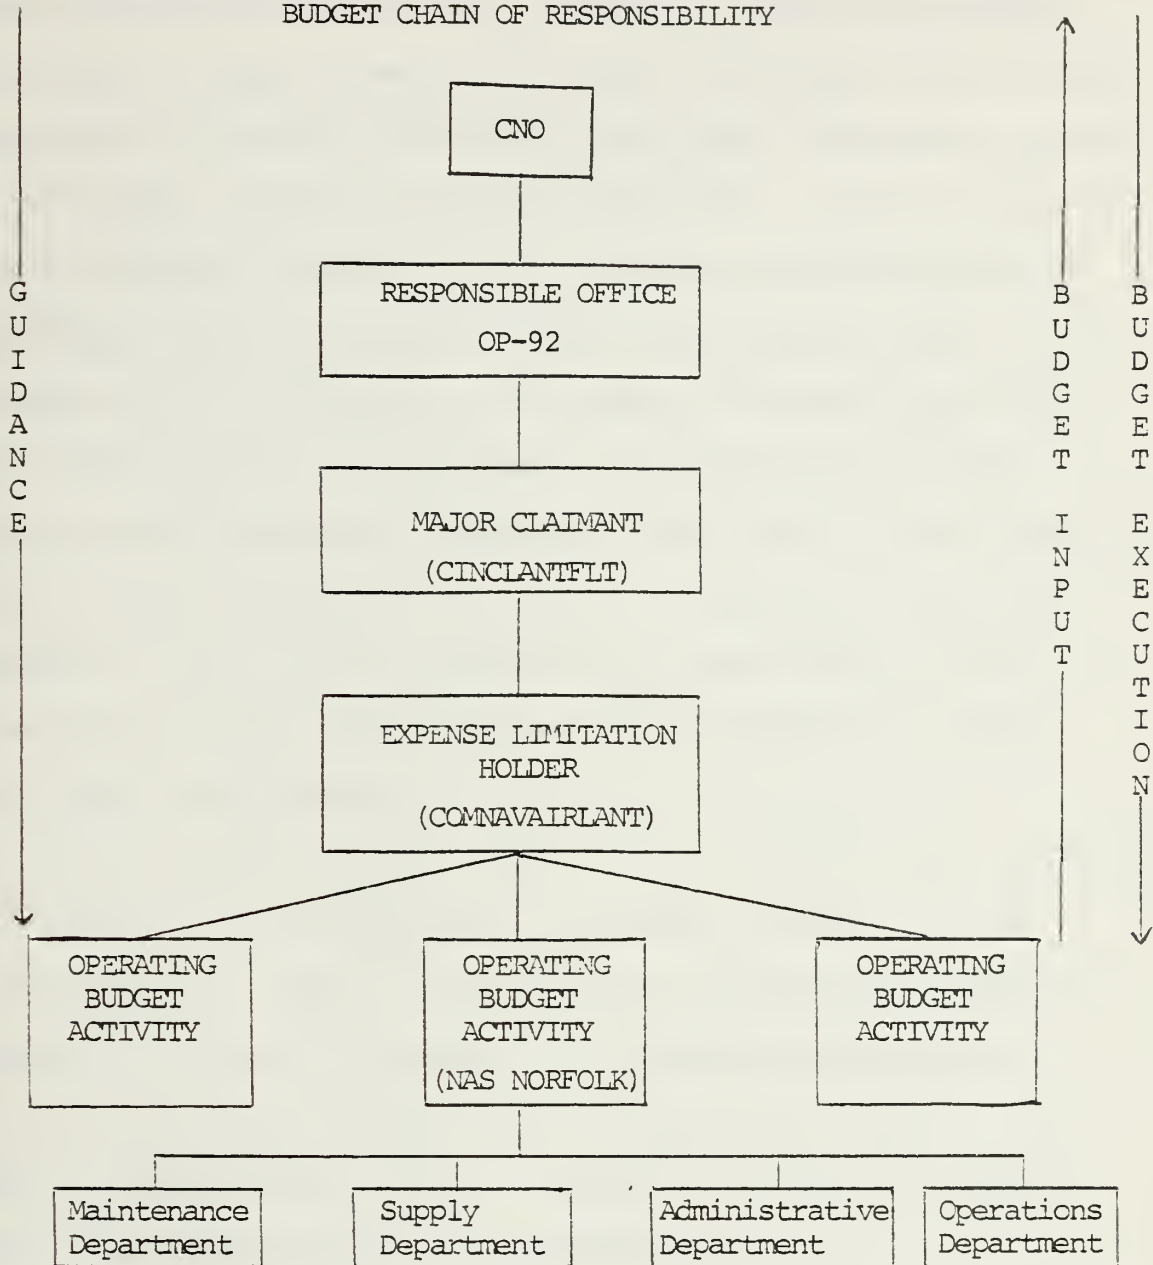 BUDGET CHAIN OF RESPONSIBILITY
CNO
RESPONSIBLE OFFICE
OP-92
MAJOR CLAIMANT
(CINCLANTFLT)
EXPENSE LIMITATION
HOLDER
(COMNAVAIRLANT)
GUIDANCE
BUDGET INPUT
BUDGET EXECUTION
OPERATING
BUDGET
ACTIVITY
OPERATING
BUDGET
ACTIVITY
(NAS NORFOLK)
OPERATING
BUDGET
ACTIVITY
Maintenance
Department
Supply
Department
Administrative
Department
Operations
Department